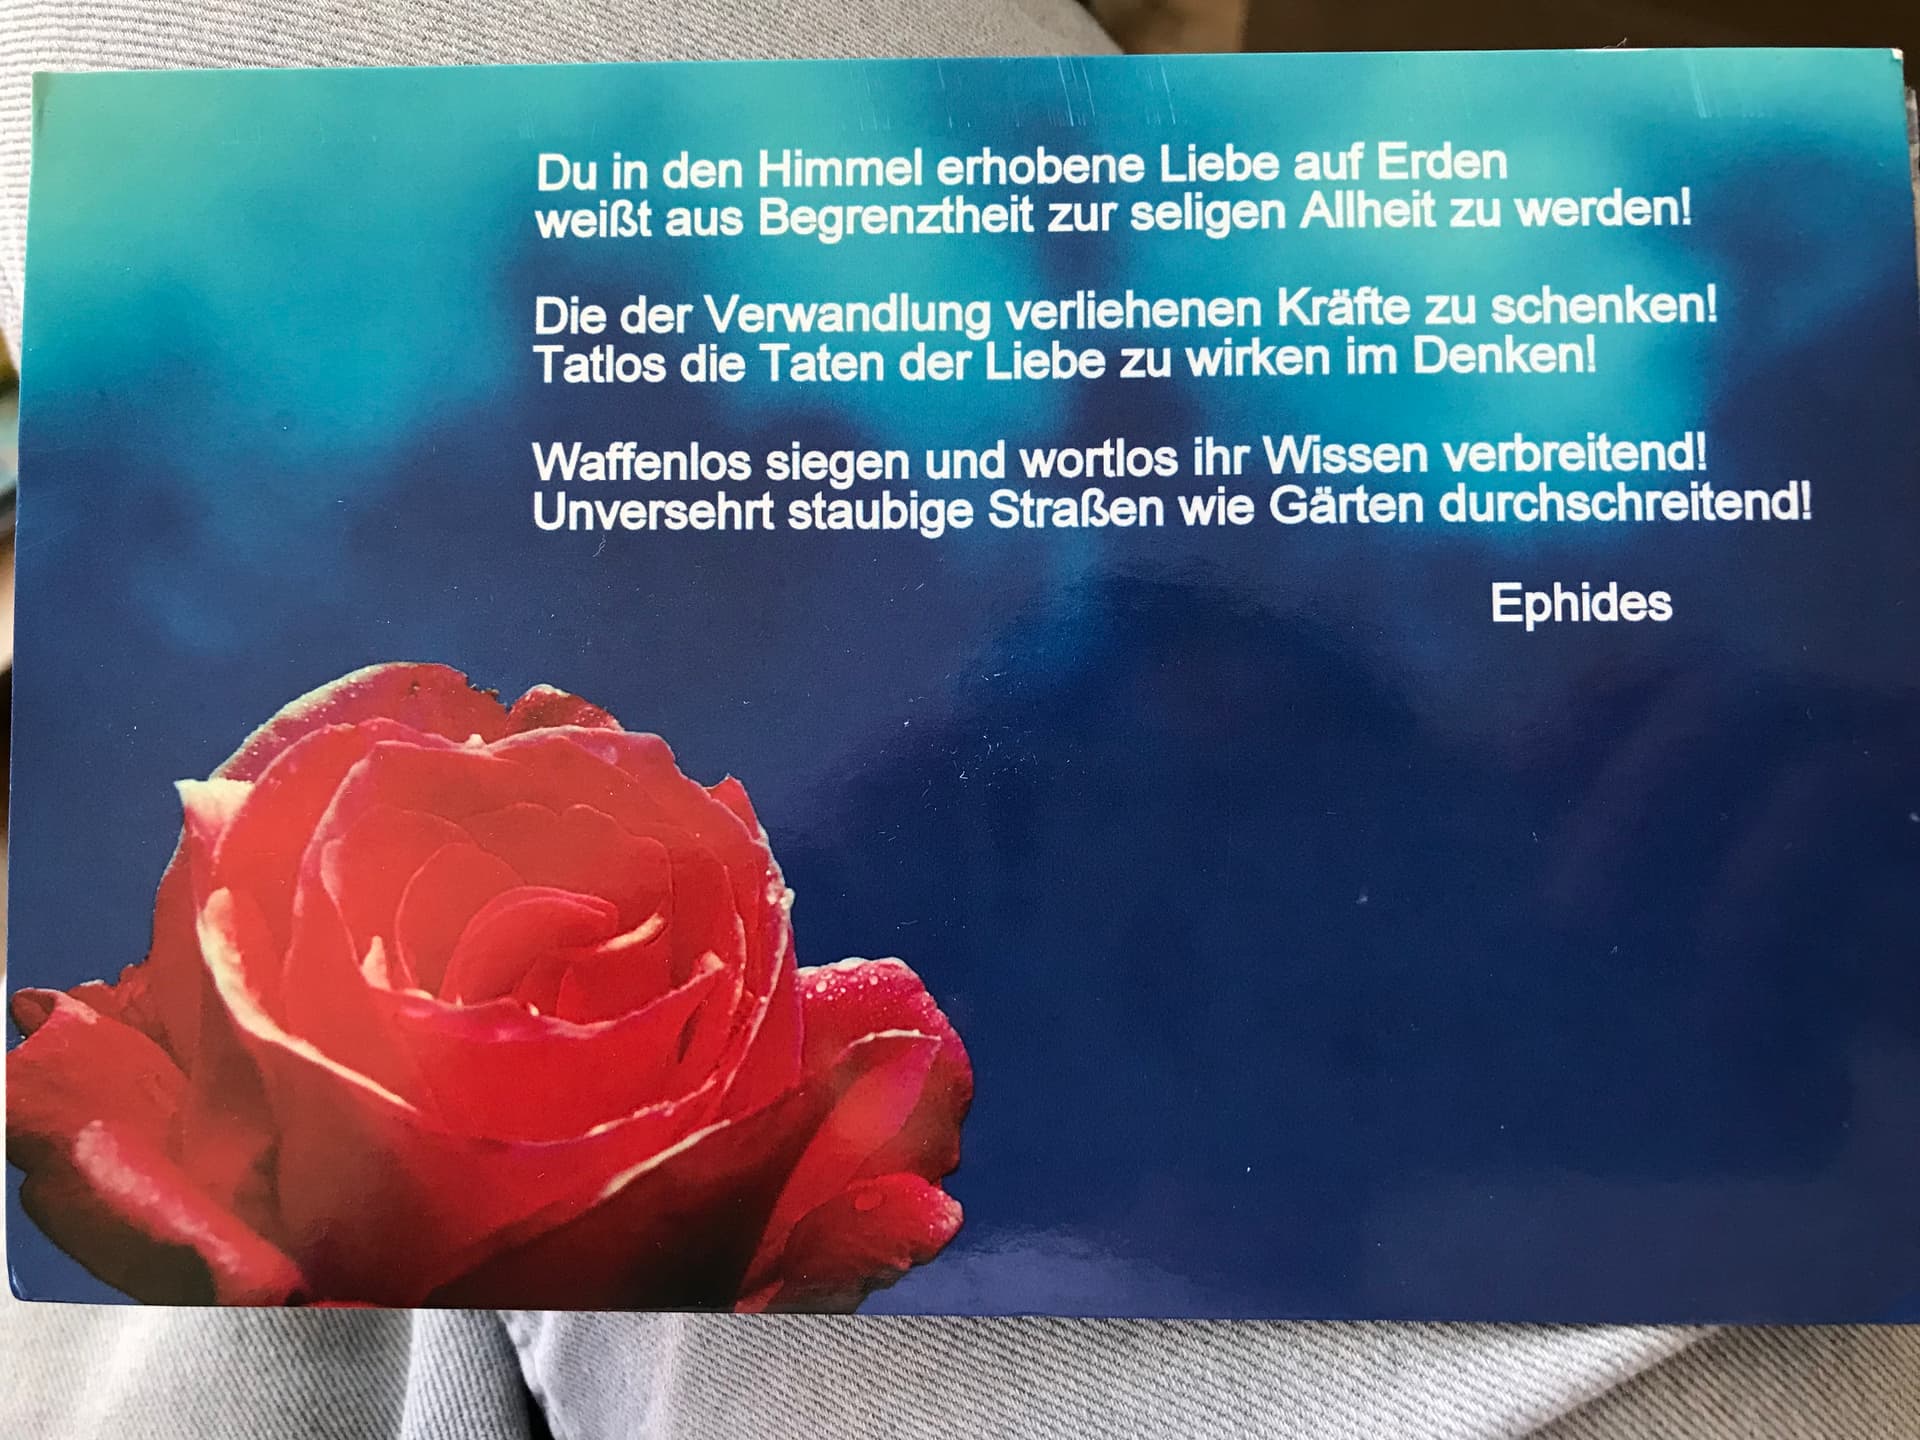 Du in den Himmel erhobene Liebe auf Erden
weißt aus Begrenztheit zur seligen Allheit zu werden!
Die der Verwandlung verliehenen Kräfte zu schenken!
Tatlos die Taten der Liebe zu wirken im Denken!
Waffenlos siegen und wortlos ihr Wissen verbreitend!
Unversehrt staubige Straßen wie Gärten durchschreitend!
Ephides